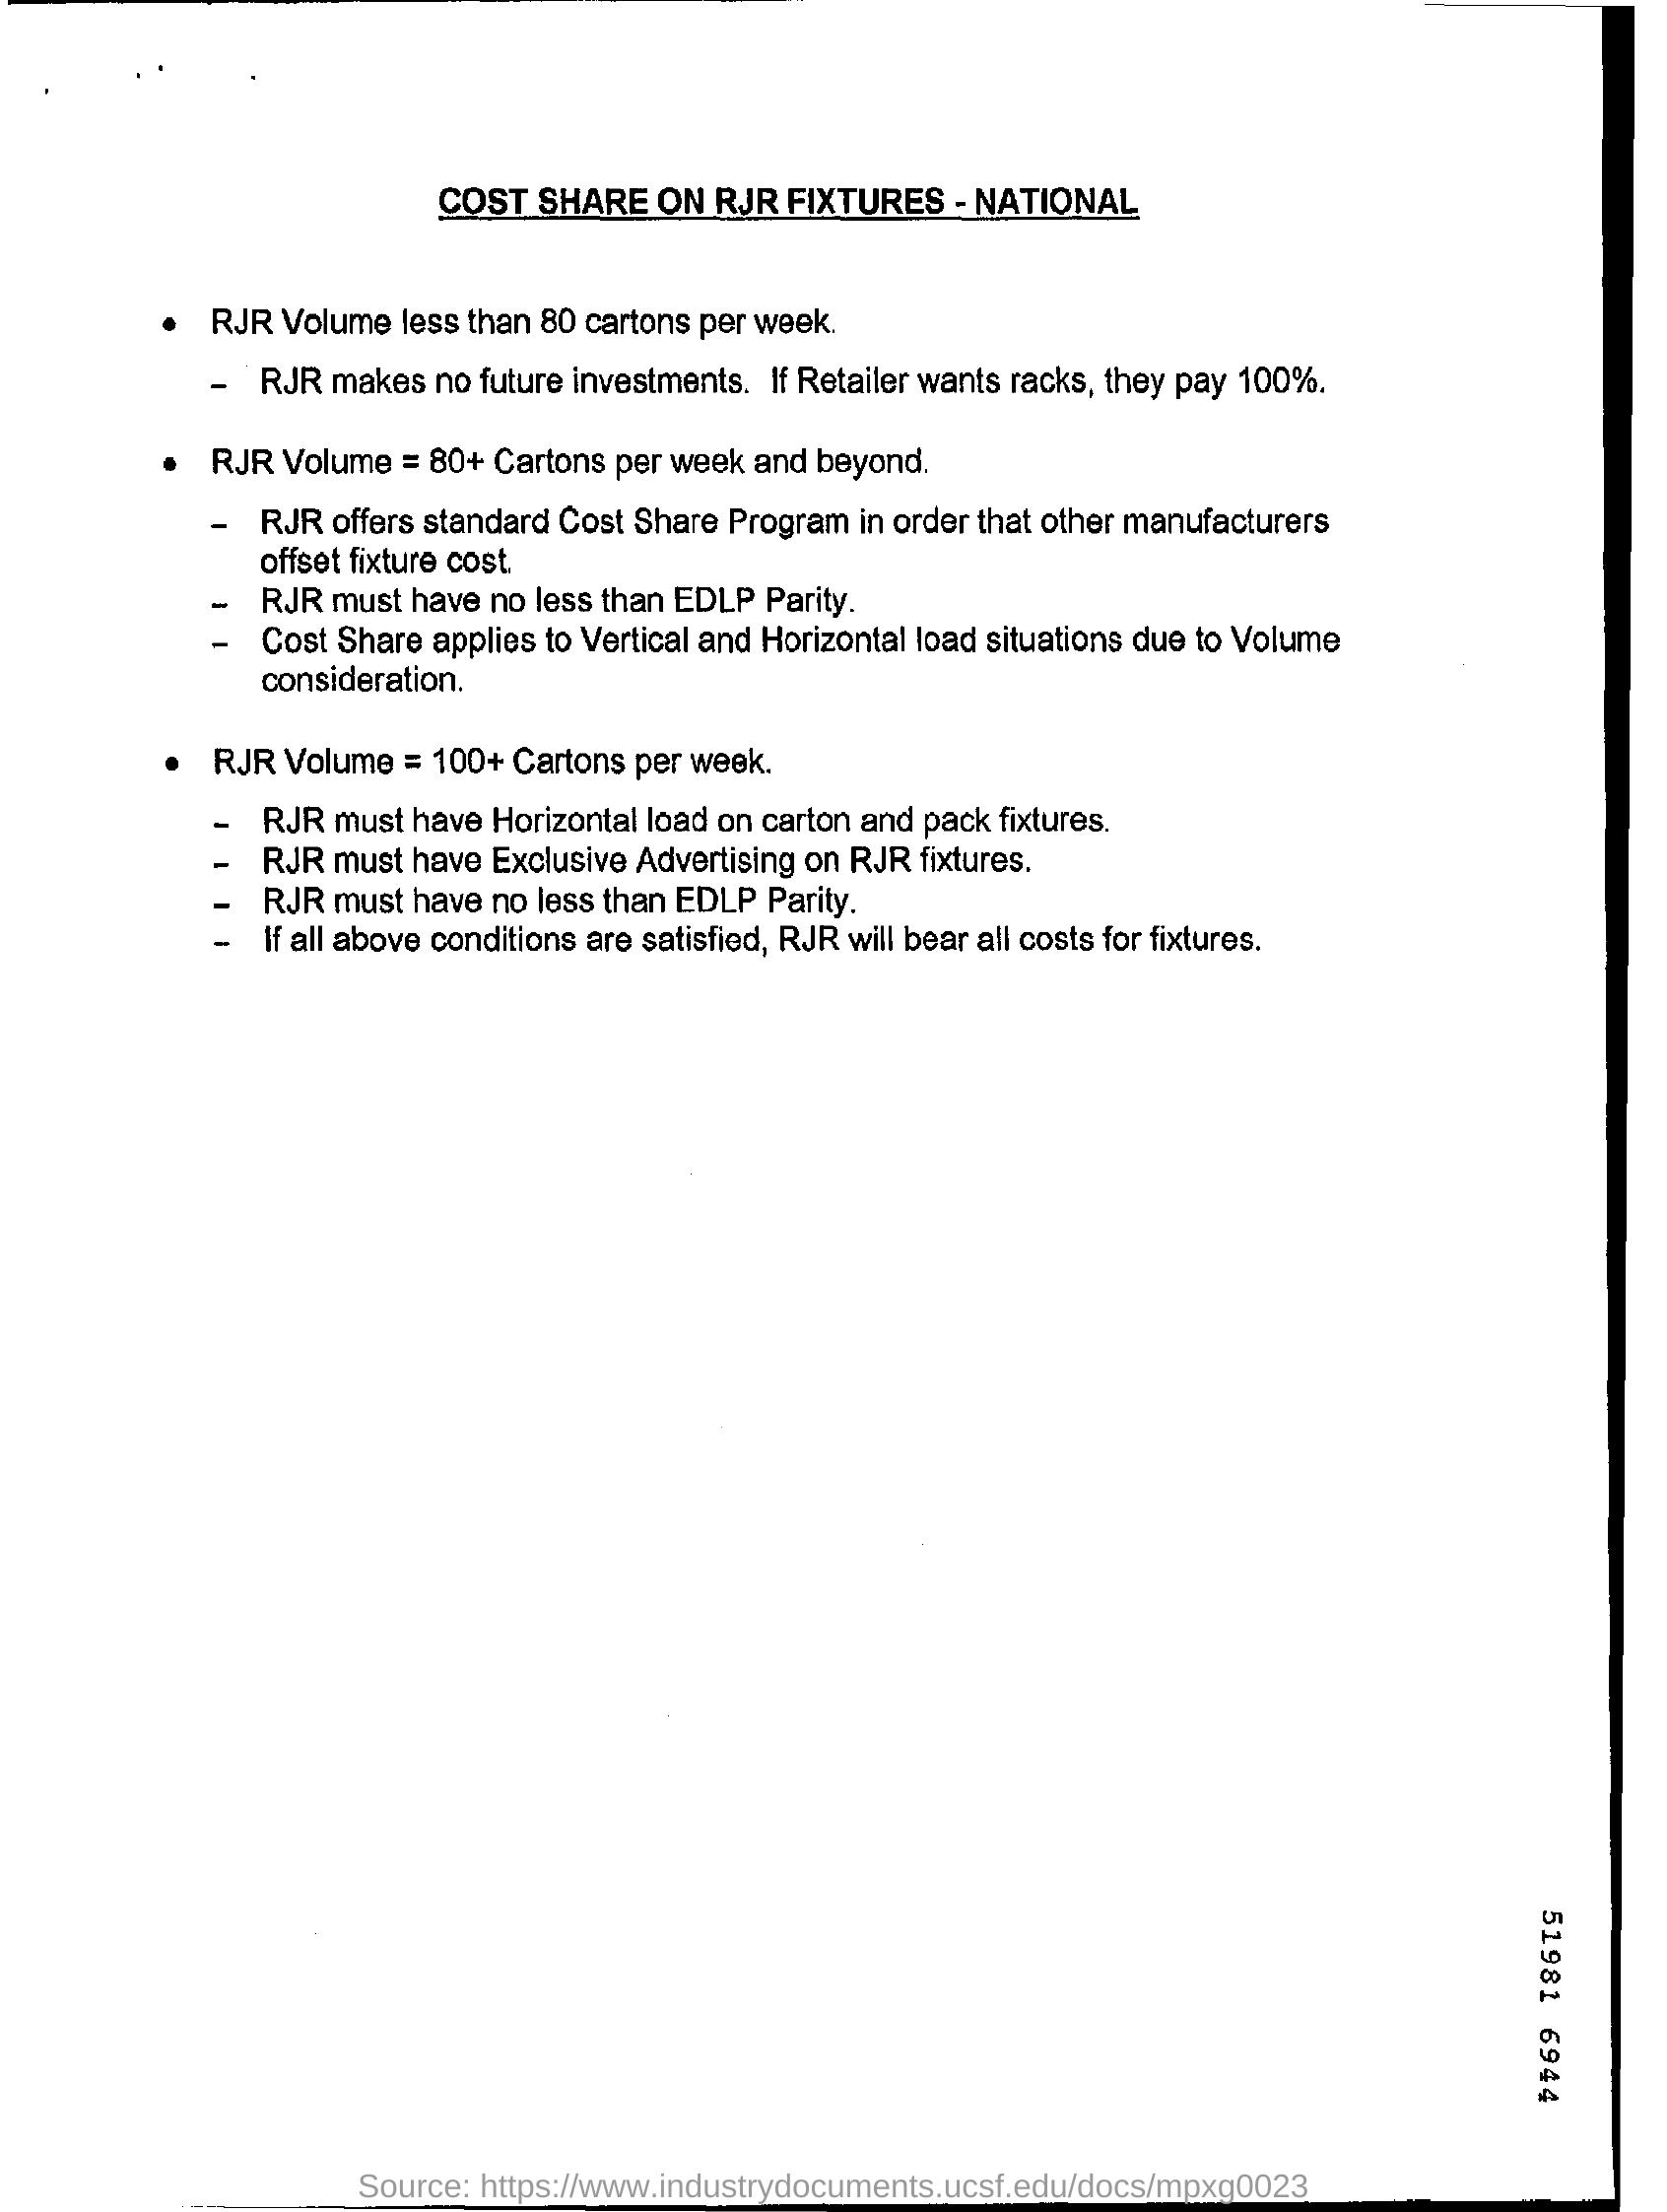 COST SHARE ON RJR FIXTURES - NATIONAL
• RJR Volume less than 80 cartons per week.
- RJR makes no future investments. If Retailer wants racks, they pay 100%.
• RJR Volume = 80+ Cartons per week and beyond.
- RJR offers standard Cost Share Program in order that other manufacturers
offset fixture cost.
- RJR must have no less than EDLP Parity.
- Cost Share applies to Vertical and Horizontal load situations due to Volume
consideration.
• RJR Volume = 100+ Cartons per week.
- RJR must have Horizontal load on carton and pack fixtures.
- RJR must have Exclusive Advertising on RJR fixtures.
- RJR must have no less than EDLP Parity.
- If all above conditions are satisfied, RJR will bear all costs for fixtures.
51981 6944
Source: https://www.industrydocuments.ucsf.edu/docs/mpxg0023